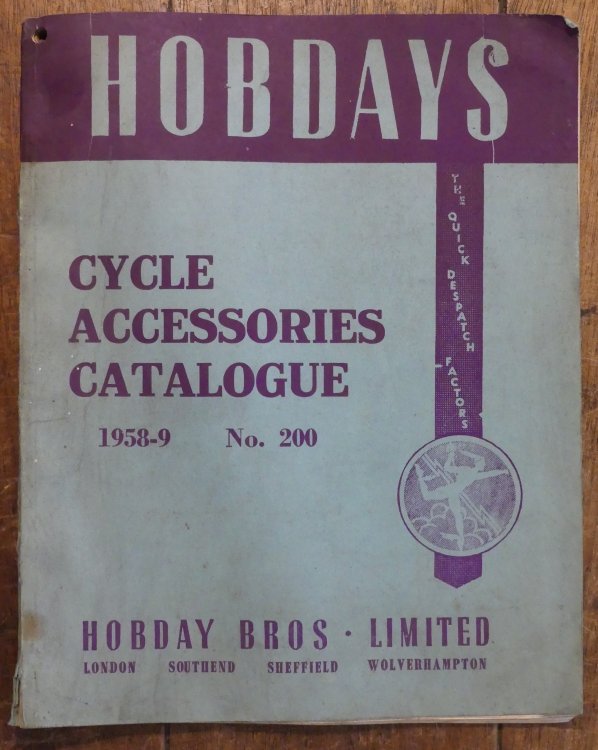 HOBDAYS
THE QUICK DESPATCH FACTORS
CYCLE
ACCESSORIES
CATALOGUE
1958-9 No. 200
HOBDAY BROS · LIMITED
LONDON SOUTHEND SHEFFIELD WOLVERHAMPTON